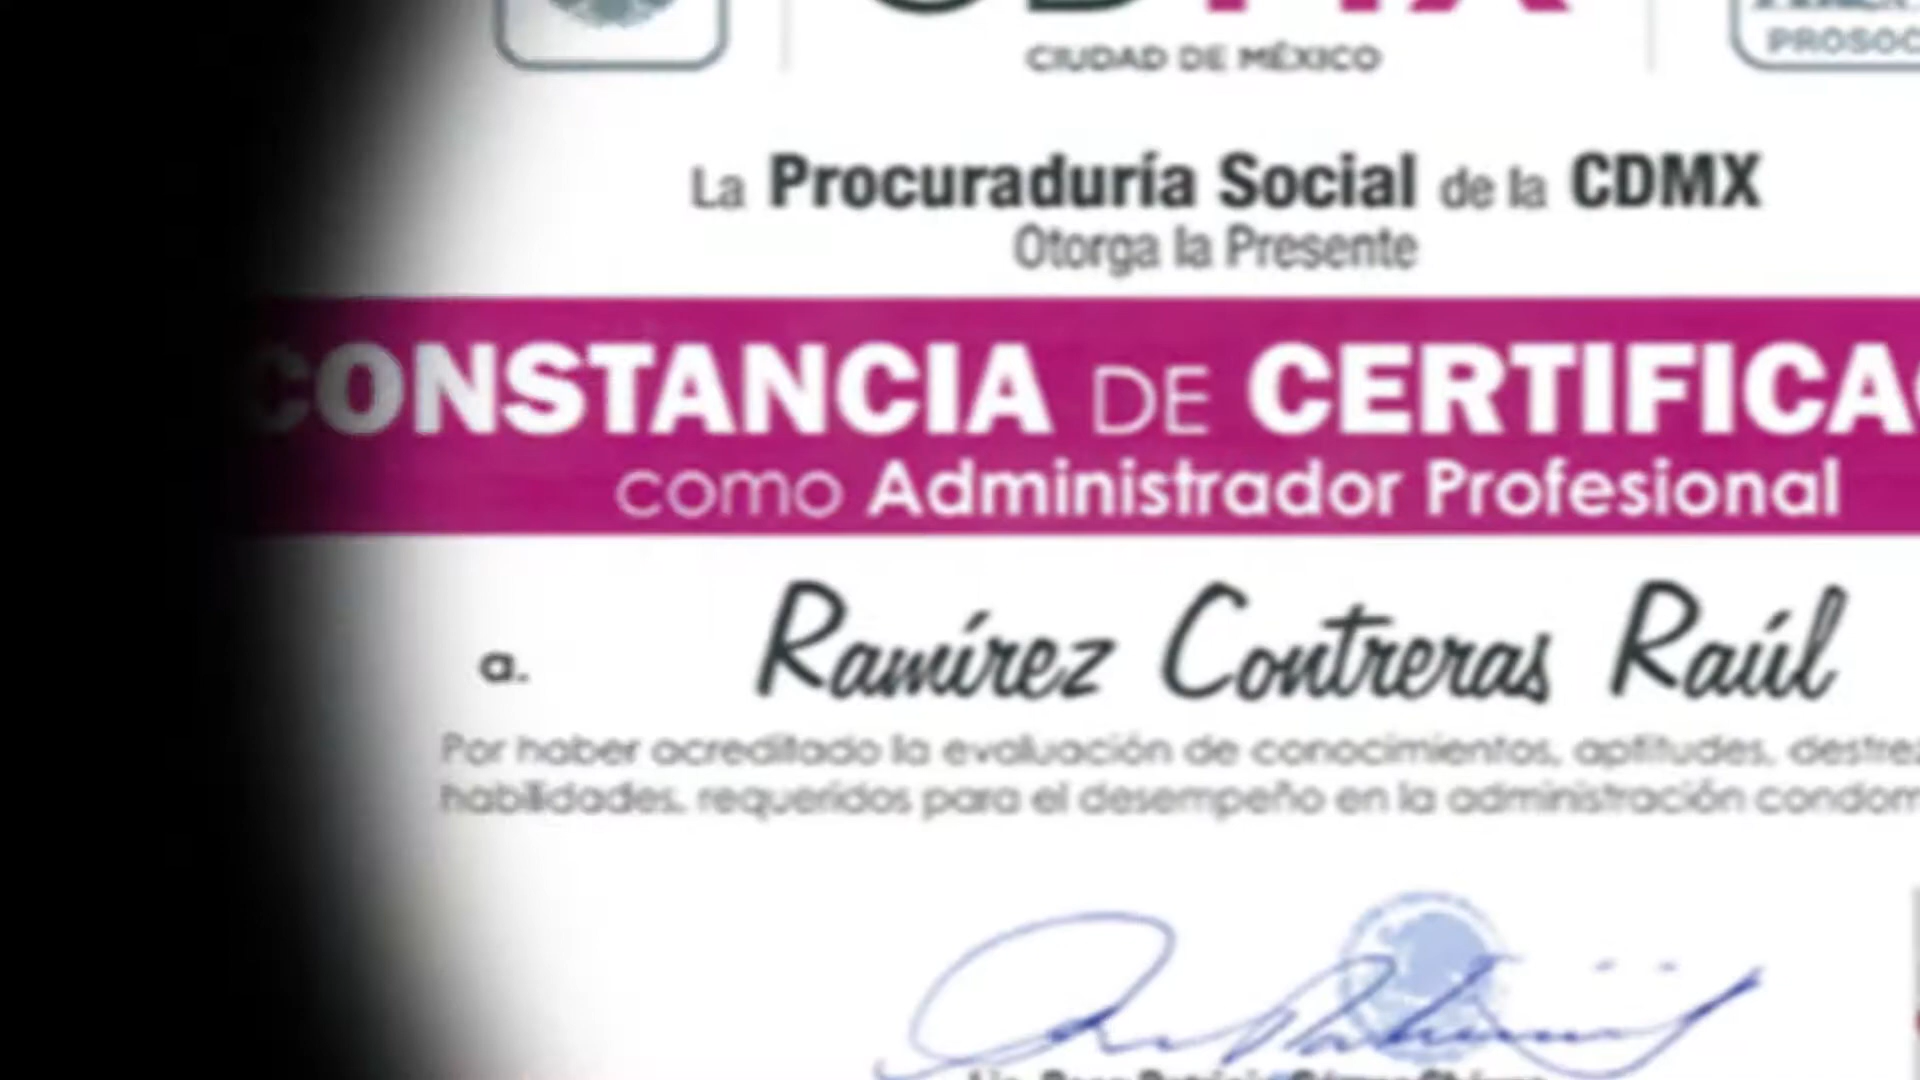 CDMX
CIUDAD DE MÉXICO
PROSOC
La Procuraduría Social de la CDMX
Otorga la Presente
CONSTANCIA DE CERTIFICAC
como Administrador Profesional
a. Ramírez Contreras Raúl
Por haber acreditado la evaluación de conocimientos, aptitudes, destrez
habilidades, requeridos para el desempeño en la administración condom